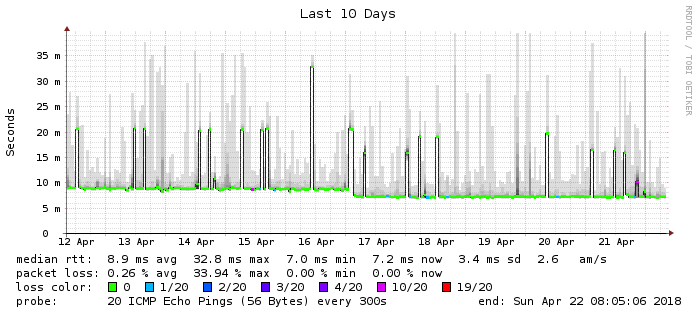 Last 10 Days
RRDTOOL / TOBI OETIKER
Seconds
35 m
30 m
25 m
20 m
15 m
10 m
5 m
0
12 Apr 13 Apr 14 Apr 15 Apr 16 Apr 17 Apr 18 Apr 19 Apr 20 Apr 21 Apr
median rtt: 8.9 ms avg 32.8 ms max 7.0 ms min 7.2 ms now 3.4 ms sd 2.6 am/s
packet loss: 0.26 % avg 33.94 % max 0.00 % min 0.00 % now
loss color: 0 1/20 2/20 3/20 4/20 10/20 19/20
probe: 20 ICMP Echo Pings (56 Bytes) every 300s end: Sun Apr 22 08:05:06 2018